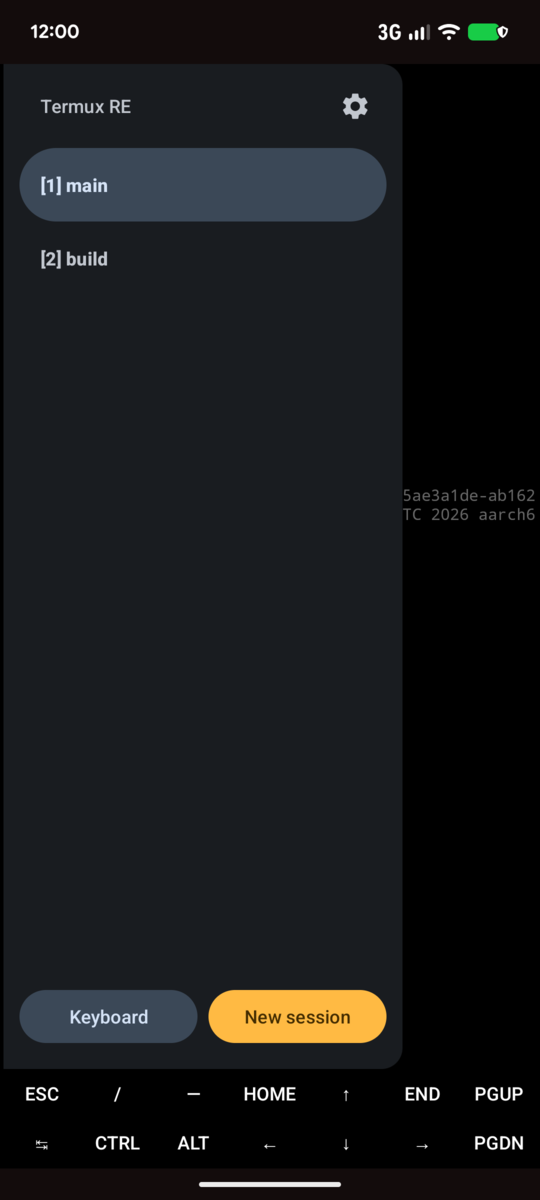 12:00
3G
Termux RE
[1] main
[2] build
5ae3a1de-ab162
TC 2026 aarch6
Keyboard
New session
ESC / — HOME ↑ END PGUP
↹ CTRL ALT ← ↓ → PGDN